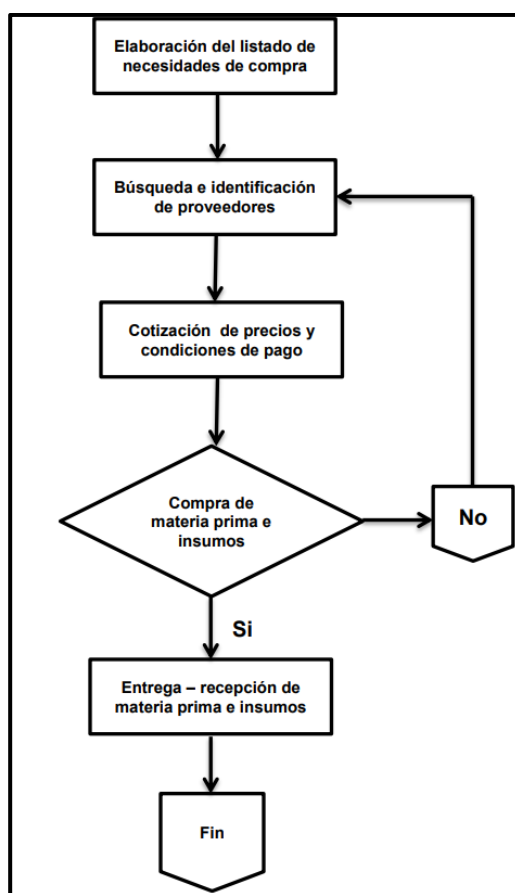 Elaboración del listado de
necesidades de compra
Búsqueda e identificación
de proveedores
Cotización de precios y
condiciones de pago
Compra de
materia prima e
insumos
No
Si
Entrega – recepción de
materia prima e insumos
Fin